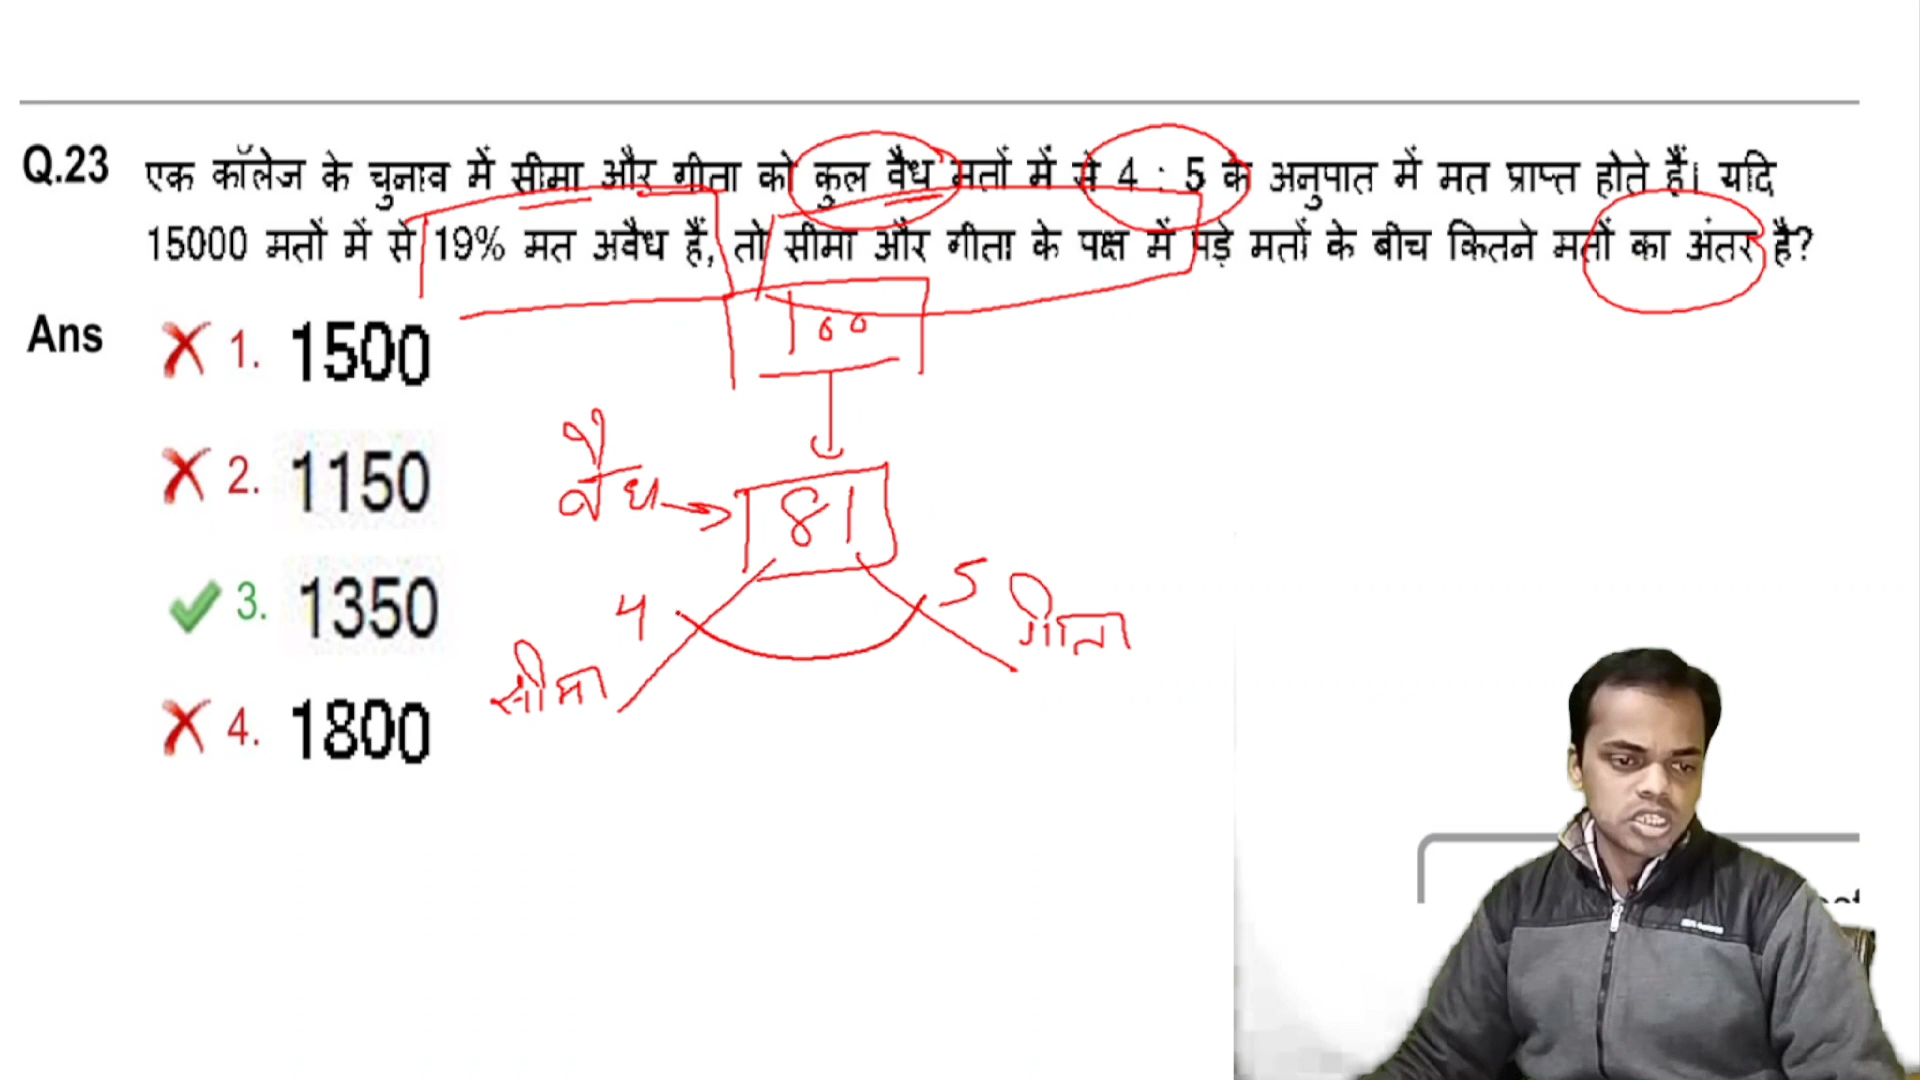 Q.23 एक कॉलेज के चुनाव में सीमा और गीता को कुल वैध मतों में से 4 : 5 के अनुपात में मत प्राप्त होते हैं। यदि
15000 मतों में से 19% मत अवैध हैं, तो सीमा और गीता के पक्ष में पड़े मतों के बीच कितने मतों का अंतर है?
Ans 1. 1500
2. 1150
3. 1350
4. 1800
100
वैध
81
4 5
सीमा गीता